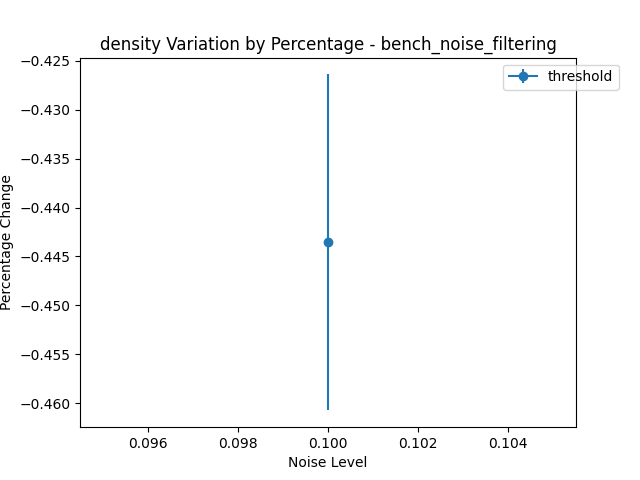 density Variation by Percentage - bench_noise_filtering
threshold
−0.425
−0.430
−0.435
−0.440
−0.445
−0.450
−0.455
−0.460
Percentage Change
0.096 0.098 0.100 0.102 0.104
Noise Level